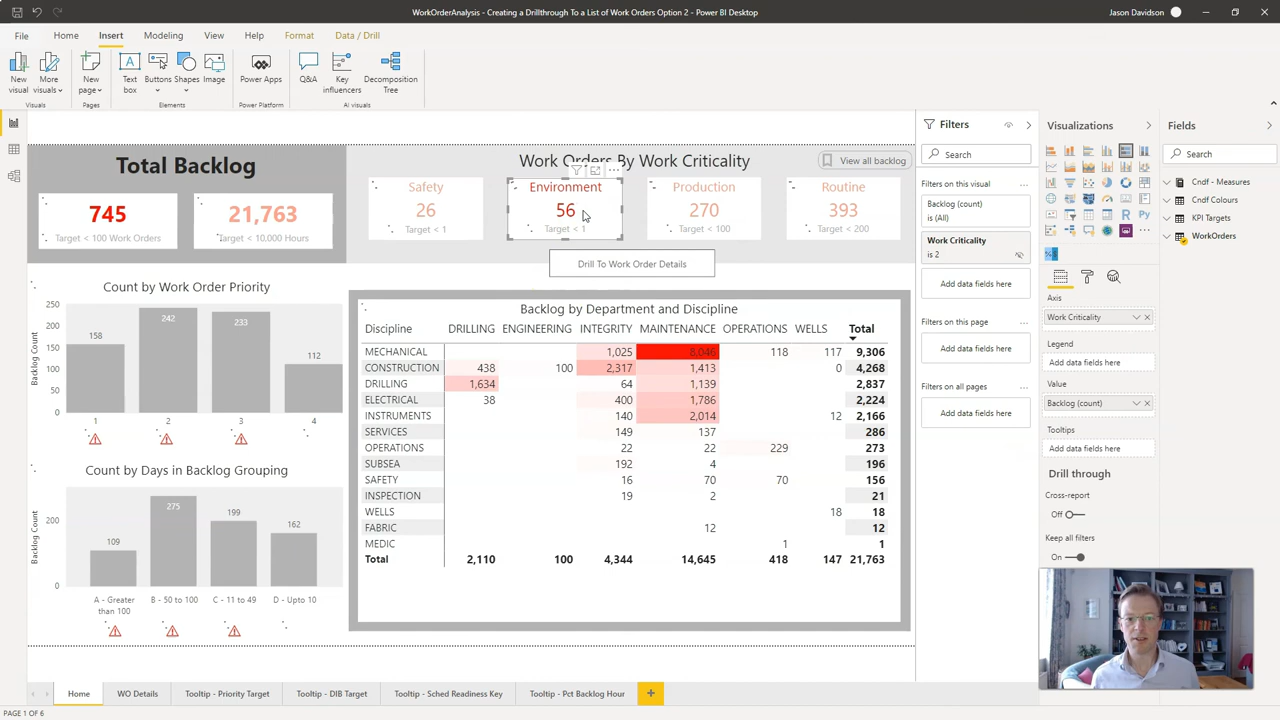 WorkOrderAnalysis - Creating a Drillthrough To a List of Work Orders Option 2 - Power BI Desktop
Jason Davidson
File
Home
Insert
Modeling
View
Help
Format
Data / Drill
New visual
More visuals
New page
Text box
Buttons
Shapes
Image
Power Apps
Q&A
Key influencers
Decomposition Tree
Visuals
Pages
Elements
Power Platform
AI visuals
Total Backlog
745
Target < 100 Work Orders
21,763
Target < 10,000 Hours
Work Orders By Work Criticality
View all backlog
Safety
26
Target < 1
Environment
56
Target < 1
Production
270
Target < 100
Routine
393
Target < 200
Drill To Work Order Details
Count by Work Order Priority
Backlog Count
250
200
150
100
50
0
158
242
233
112
1 2 3 4
Count by Days in Backlog Grouping
Backlog Count
200
0
109
275
199
162
A - Greater than 100
B - 50 to 100
C - 11 to 49
D - Upto 10
Backlog by Department and Discipline
Discipline DRILLING ENGINEERING INTEGRITY MAINTENANCE OPERATIONS WELLS Total
MECHANICAL 1,025 8,046 118 117 9,306
CONSTRUCTION 438 100 2,317 1,413 0 4,268
DRILLING 1,634 64 1,139 2,837
ELECTRICAL 38 400 1,786 2,224
INSTRUMENTS 140 2,014 12 2,166
SERVICES 149 137 286
OPERATIONS 22 22 229 273
SUBSEA 192 4 196
SAFETY 16 70 70 156
INSPECTION 19 2 21
WELLS 18 18
FABRIC 12 12
MEDIC 1 1
Total 2,110 100 4,344 14,645 418 147 21,763
Filters
Search
Filters on this visual
Backlog (count)
is (All)
Work Criticality
is 2
Add data fields here
Filters on this page
Add data fields here
Filters on all pages
Add data fields here
Visualizations
R
Py
Axis
Work Criticality
Legend
Add data fields here
Value
Backlog (count)
Tooltips
Add data fields here
Drill through
Cross-report
Off
Keep all filters
On
Fields
Search
Cndf - Measures
Cndf Colours
KPI Targets
WorkOrders
Home
WO Details
Tooltip - Priority Target
Tooltip - DIB Target
Tooltip - Sched Readiness Key
Tooltip - Pct Backlog Hour
PAGE 1 OF 6